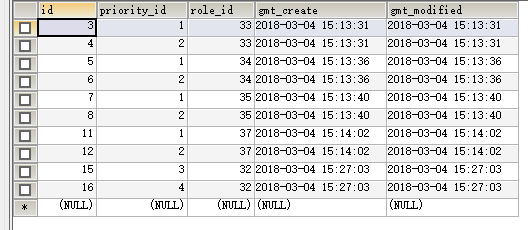 id priority_id role_id gmt_create gmt_modified
3 1 33 2018-03-04 15:13:31 2018-03-04 15:13:31
4 2 33 2018-03-04 15:13:31 2018-03-04 15:13:31
5 1 34 2018-03-04 15:13:36 2018-03-04 15:13:36
6 2 34 2018-03-04 15:13:36 2018-03-04 15:13:36
7 1 35 2018-03-04 15:13:40 2018-03-04 15:13:40
8 2 35 2018-03-04 15:13:40 2018-03-04 15:13:40
11 1 37 2018-03-04 15:14:02 2018-03-04 15:14:02
12 2 37 2018-03-04 15:14:02 2018-03-04 15:14:02
15 3 32 2018-03-04 15:27:03 2018-03-04 15:27:03
16 4 32 2018-03-04 15:27:03 2018-03-04 15:27:03
* (NULL) (NULL) (NULL) (NULL) (NULL)